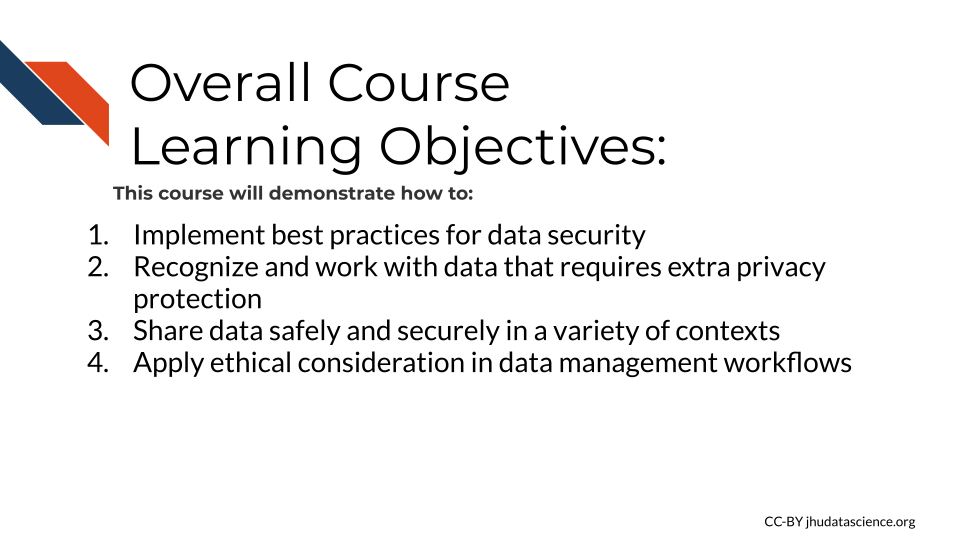 Overall Course
Learning Objectives:
This course will demonstrate how to:
1. Implement best practices for data security
2. Recognize and work with data that requires extra privacy
protection
3. Share data safely and securely in a variety of contexts
4. Apply ethical consideration in data management workflows
CC-BY jhudatascience.org